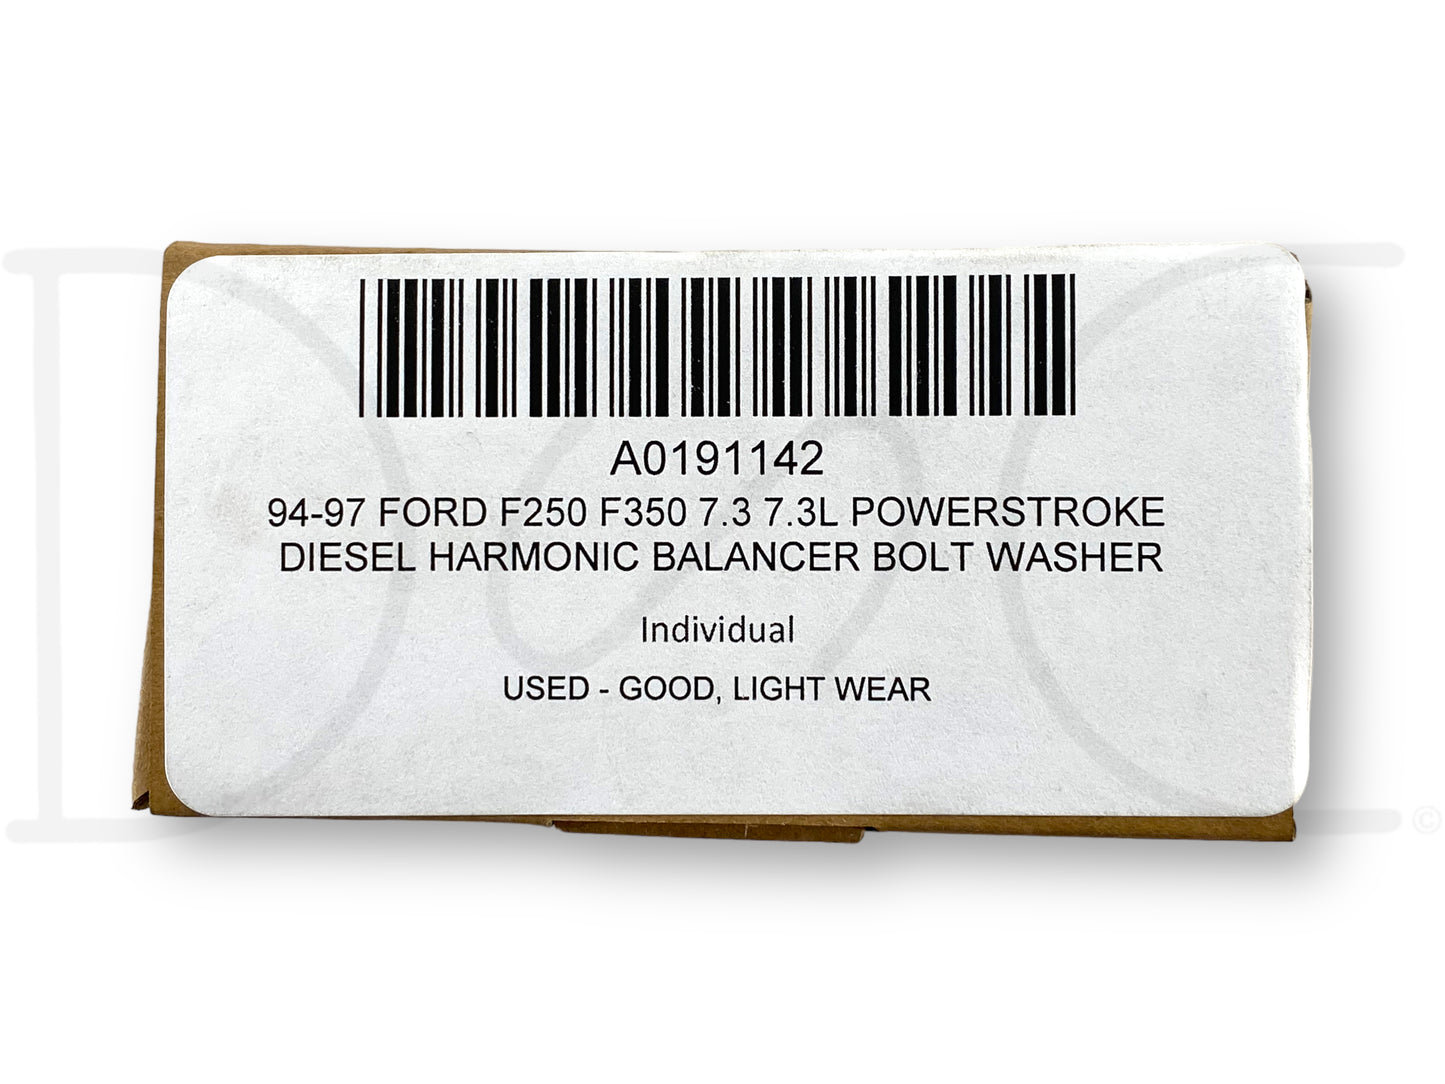 A0191142
94-97 FORD F250 F350 7.3 7.3L POWERSTROKE
DIESEL HARMONIC BALANCER BOLT WASHER
Individual
USED - GOOD, LIGHT WEAR
©